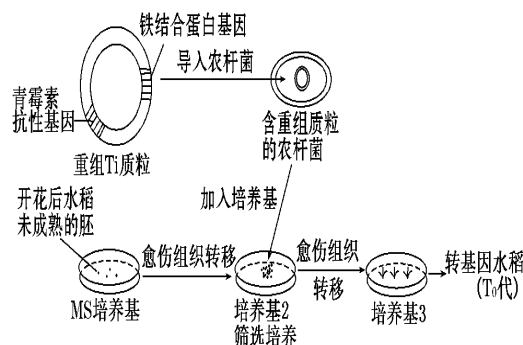 铁结合蛋白基因
导入农杆菌
青霉素
抗性基因
重组Ti质粒
含重组质粒
的农杆菌
开花后水稻
未成熟的胚
加入培养基
愈伤组织转移
愈伤组织
转移
转基因水稻
(T0代)
MS培养基
培养基2
筛选培养
培养基3